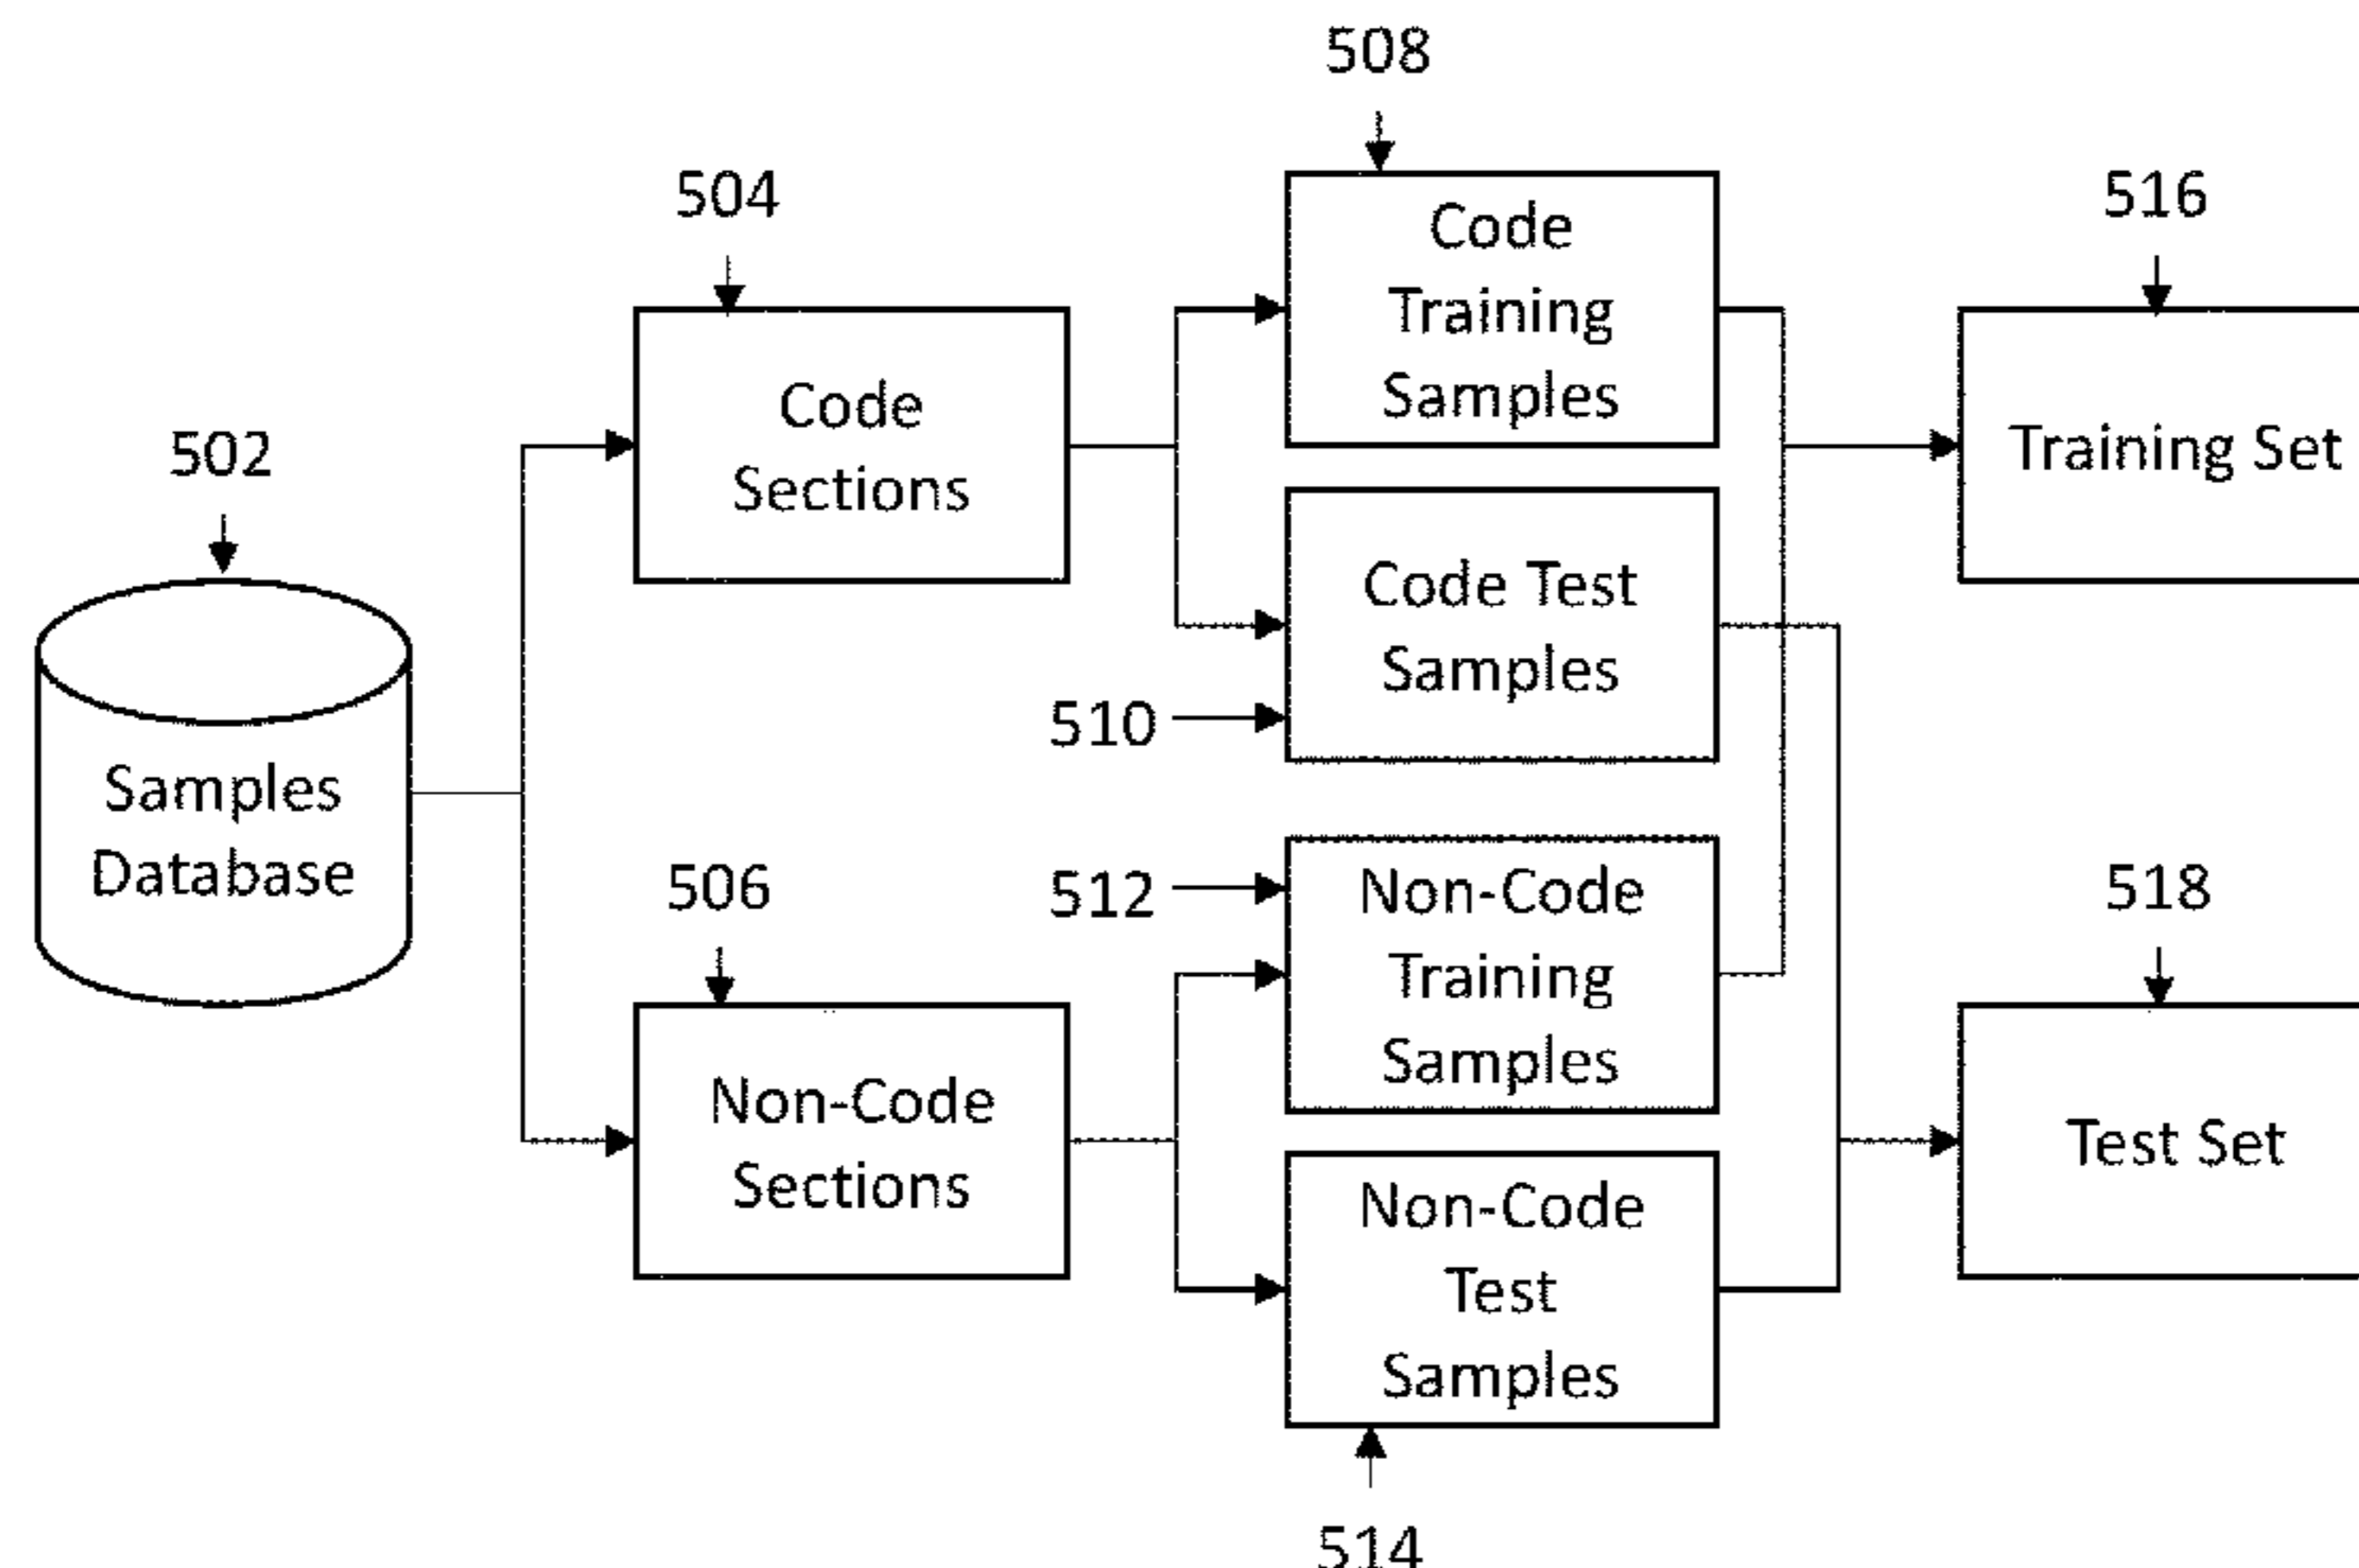 508
504
Code
Training
Samples
516
Code
Sections
Training Set
502
Code Test
Samples
510
Samples
Database
506
512
Non-Code
Training
Samples
518
Non-Code
Sections
Test Set
Non-Code
Test
Samples
514